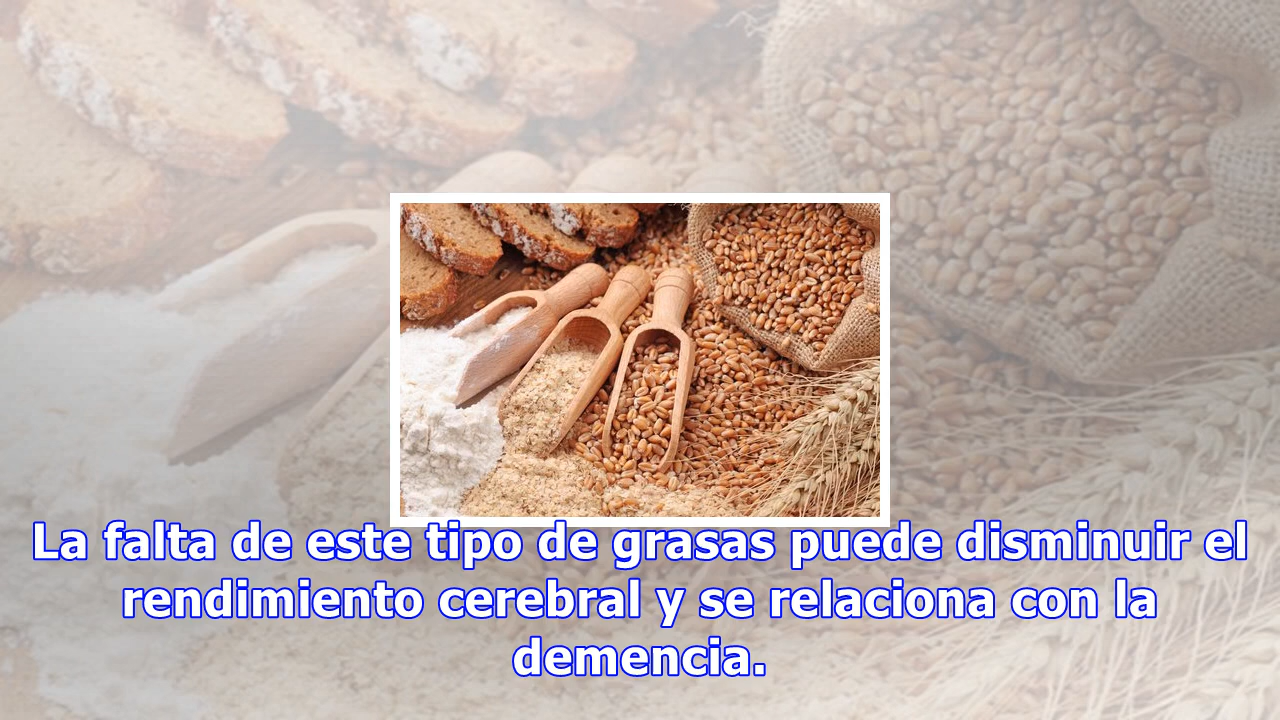 La falta de este tipo de grasas puede disminuir el
rendimiento cerebral y se relaciona con la
demencia.